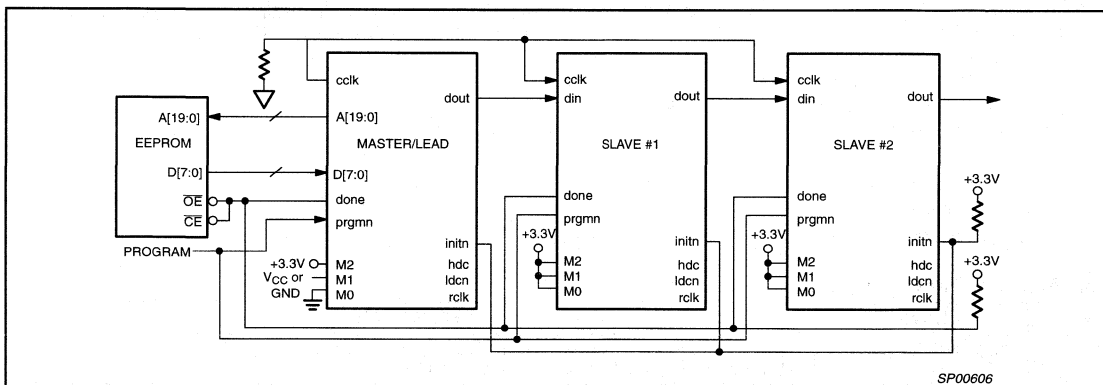 cclk
dout
A[19:0]
A[19:0]
EEPROM
MASTER/LEAD
D[7:0]
D[7:0]
OE
done
CE
prgmn
PROGRAM
initn
+3.3V
M2
hdc
VCC or
M1
ldcn
GND
M0
rclk
cclk
din
dout
SLAVE #1
done
prgmn
+3.3V
initn
M2
hdc
M1
ldcn
M0
rclk
cclk
din
dout
SLAVE #2
done
prgmn
+3.3V
initn
M2
hdc
M1
ldcn
M0
rclk
+3.3V
+3.3V
SP00606